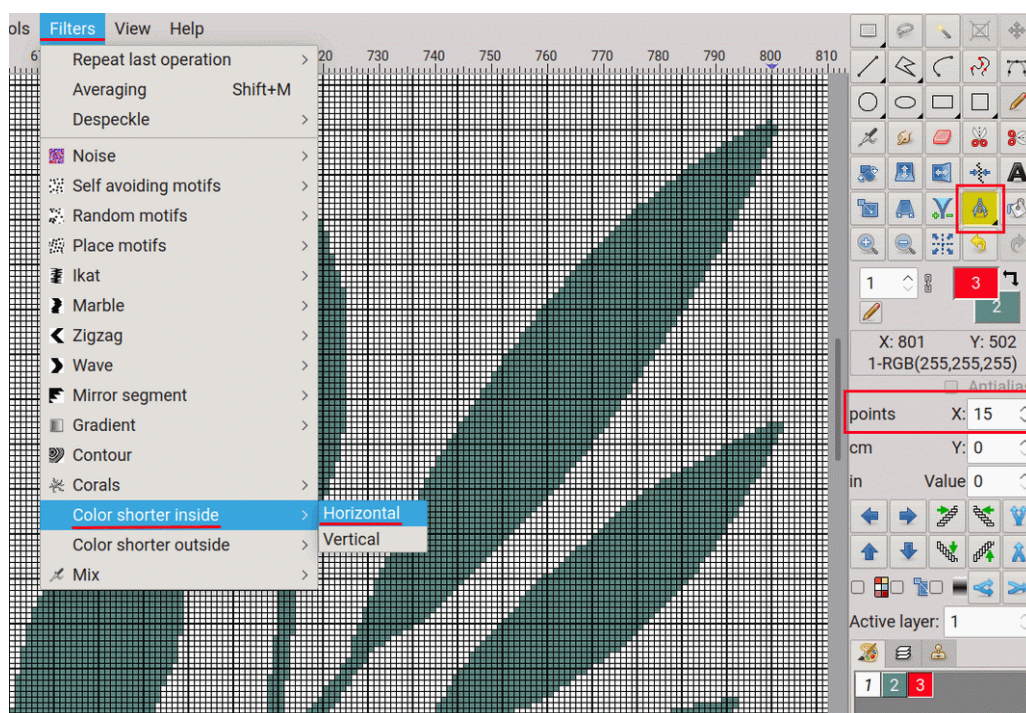 ols Filters View Help
6 20 730 740 750 760 770 780 790 800 810
Repeat last operation
Averaging Shift+M
Despeckle
Noise
Self avoiding motifs
Random motifs
Place motifs
Ikat
Marble
Zigzag
Wave
Mirror segment
Gradient
Contour
Corals
Color shorter inside
Horizontal
Color shorter outside
Vertical
Mix
A
1 3
2
X: 801 Y: 502
1-RGB(255,255,255)
Antialia
points X: 15
cm Y: 0
in Value 0
Active layer: 1
1 2 3